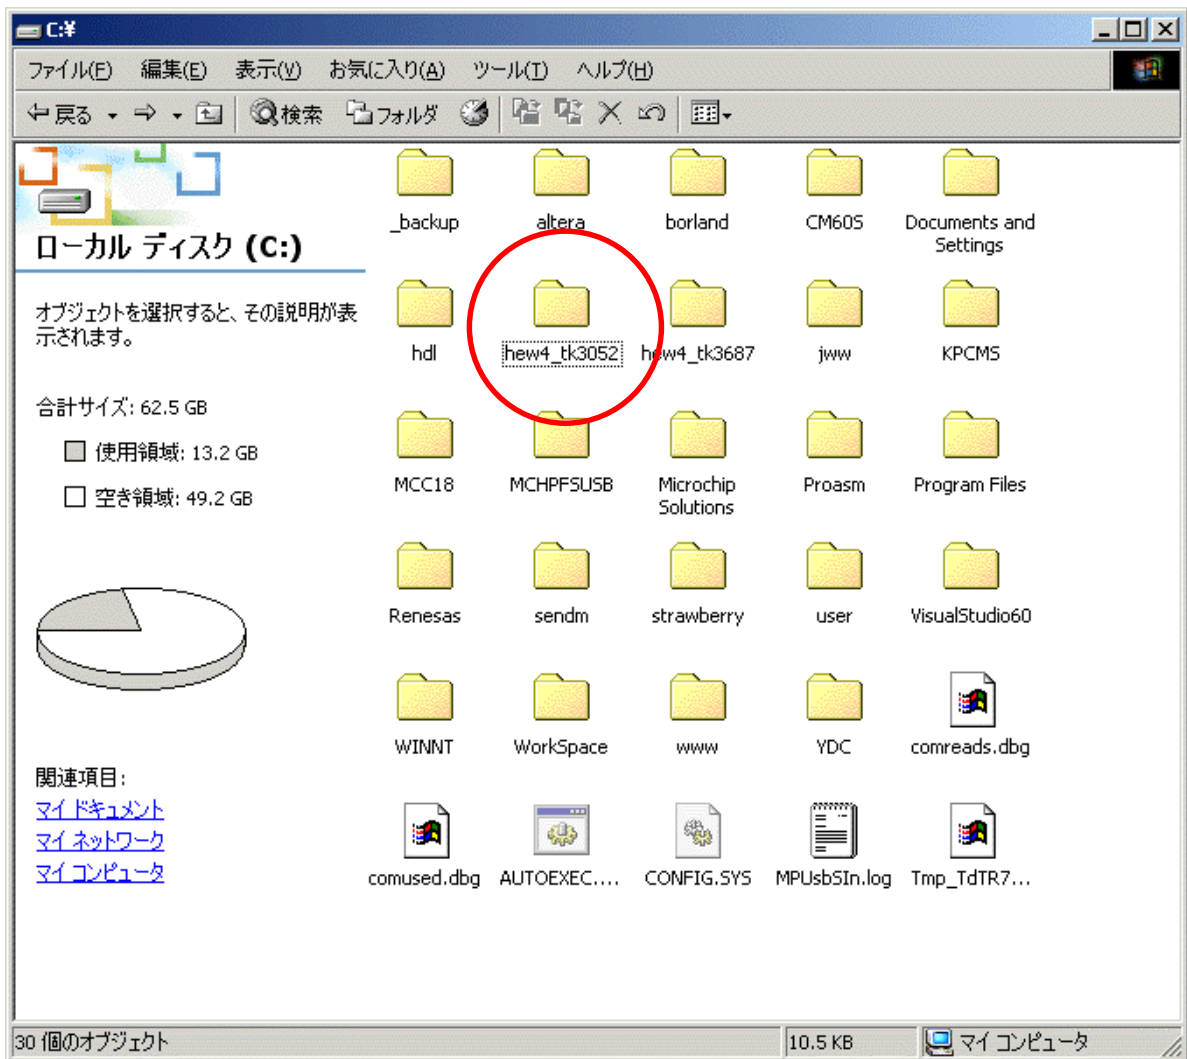 C:¥
ファイル(F) 編集(E) 表示(V) お気に入り(A) ツール(T) ヘルプ(H)
戻る 検索 フォルダ
ローカル ディスク (C:)
オブジェクトを選択すると、その説明が表
示されます。
合計サイズ: 62.5 GB
使用領域: 13.2 GB
空き領域: 49.2 GB
関連項目:
マイ ドキュメント
マイ ネットワーク
マイ コンピュータ
_backup altera borland CM60S Documents and
Settings
hdl hew4_tk3052 hew4_tk3687 jww KPCMS
MCC18 MCHPFSUSB Microchip Proasm Program Files
Solutions
Renesas sendm strawberry user VisualStudio60
WINNT WorkSpace www YDC comreads.dbg
comused.dbg AUTOEXEC.... CONFIG.SYS MPUsbSIn.log Tmp_TdTR7...
30 個のオブジェクト 10.5 KB マイ コンピュータ